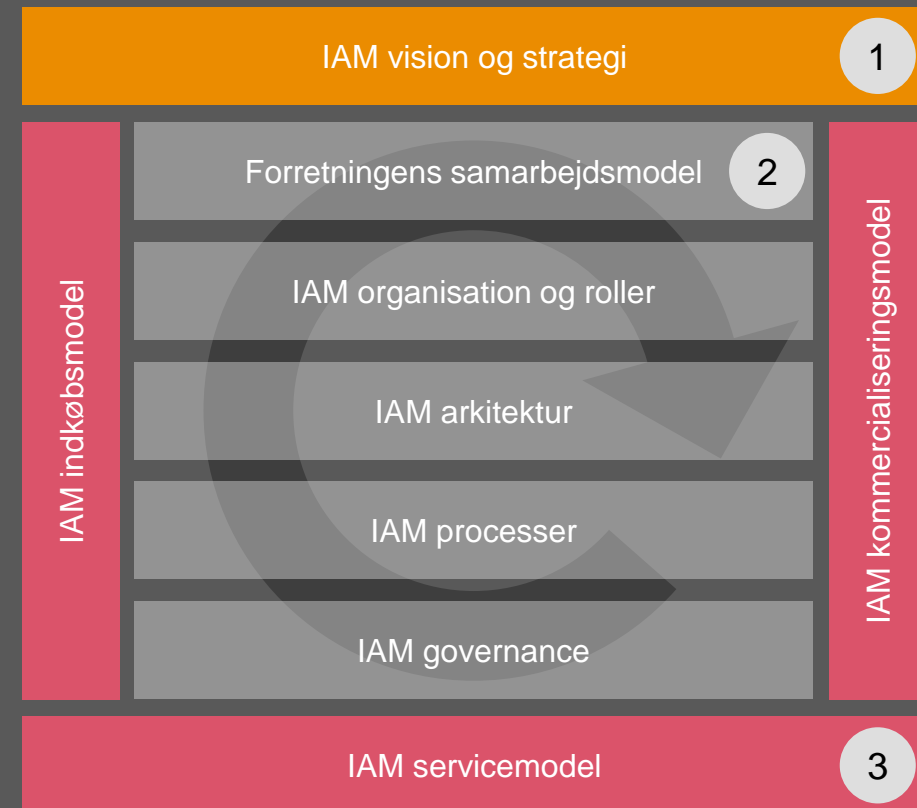 IAM vision og strategi
1
Forretningens samarbejdsmodel
2
IAM indkøbsmodel
IAM organisation og roller
IAM arkitektur
IAM processer
IAM governance
IAM kommercialiseringsmodel
IAM servicemodel
3